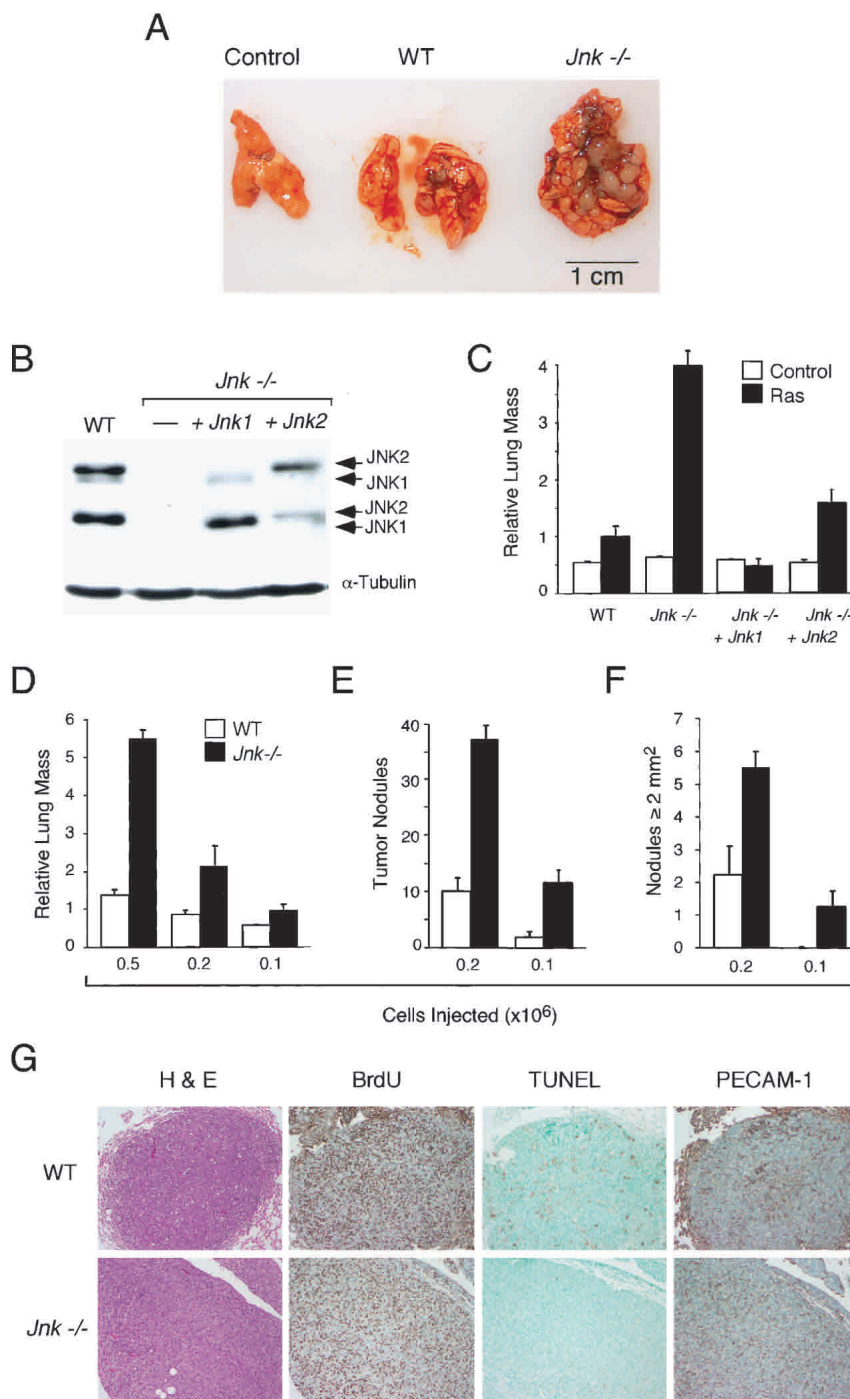 A
Control WT Jnk -/-
1 cm
B
Jnk -/-
WT — + Jnk1 + Jnk2
JNK2
JNK1
JNK2
JNK1
α-Tubulin
C
Relative Lung Mass
4
3
2
1
0
Control
Ras
WT Jnk -/- Jnk -/- Jnk -/-
+ Jnk1 + Jnk2
D
Relative Lung Mass
6
5
4
3
2
1
0
WT
Jnk-/-
0.5 0.2 0.1
E
Tumor Nodules
40
30
20
10
0
0.2 0.1
F
Nodules ≥ 2 mm²
7
6
5
4
3
2
1
0
0.2 0.1
Cells Injected (x10⁶)
G
H & E BrdU TUNEL PECAM-1
WT
Jnk -/-